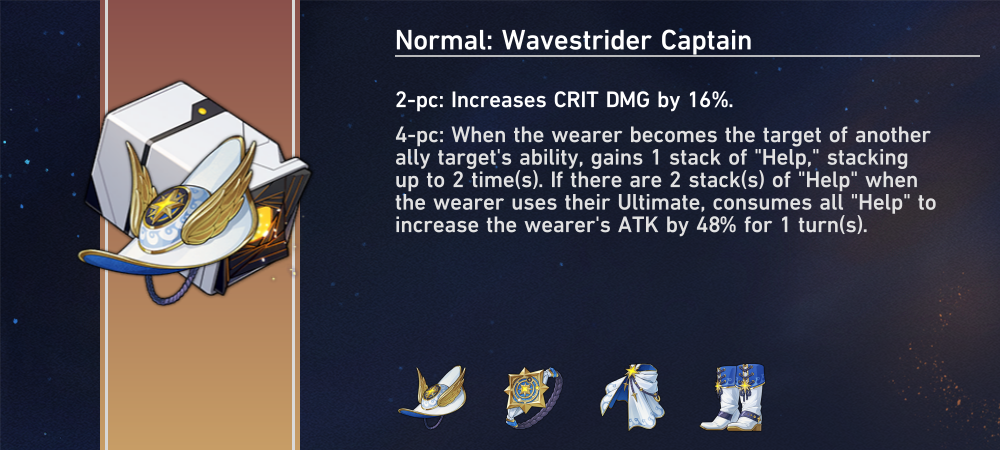 Normal: Wavestrider Captain
2-pc: Increases CRIT DMG by 16%.
4-pc: When the wearer becomes the target of another
ally target's ability, gains 1 stack of "Help," stacking
up to 2 time(s). If there are 2 stack(s) of "Help" when
the wearer uses their Ultimate, consumes all "Help" to
increase the wearer's ATK by 48% for 1 turn(s).